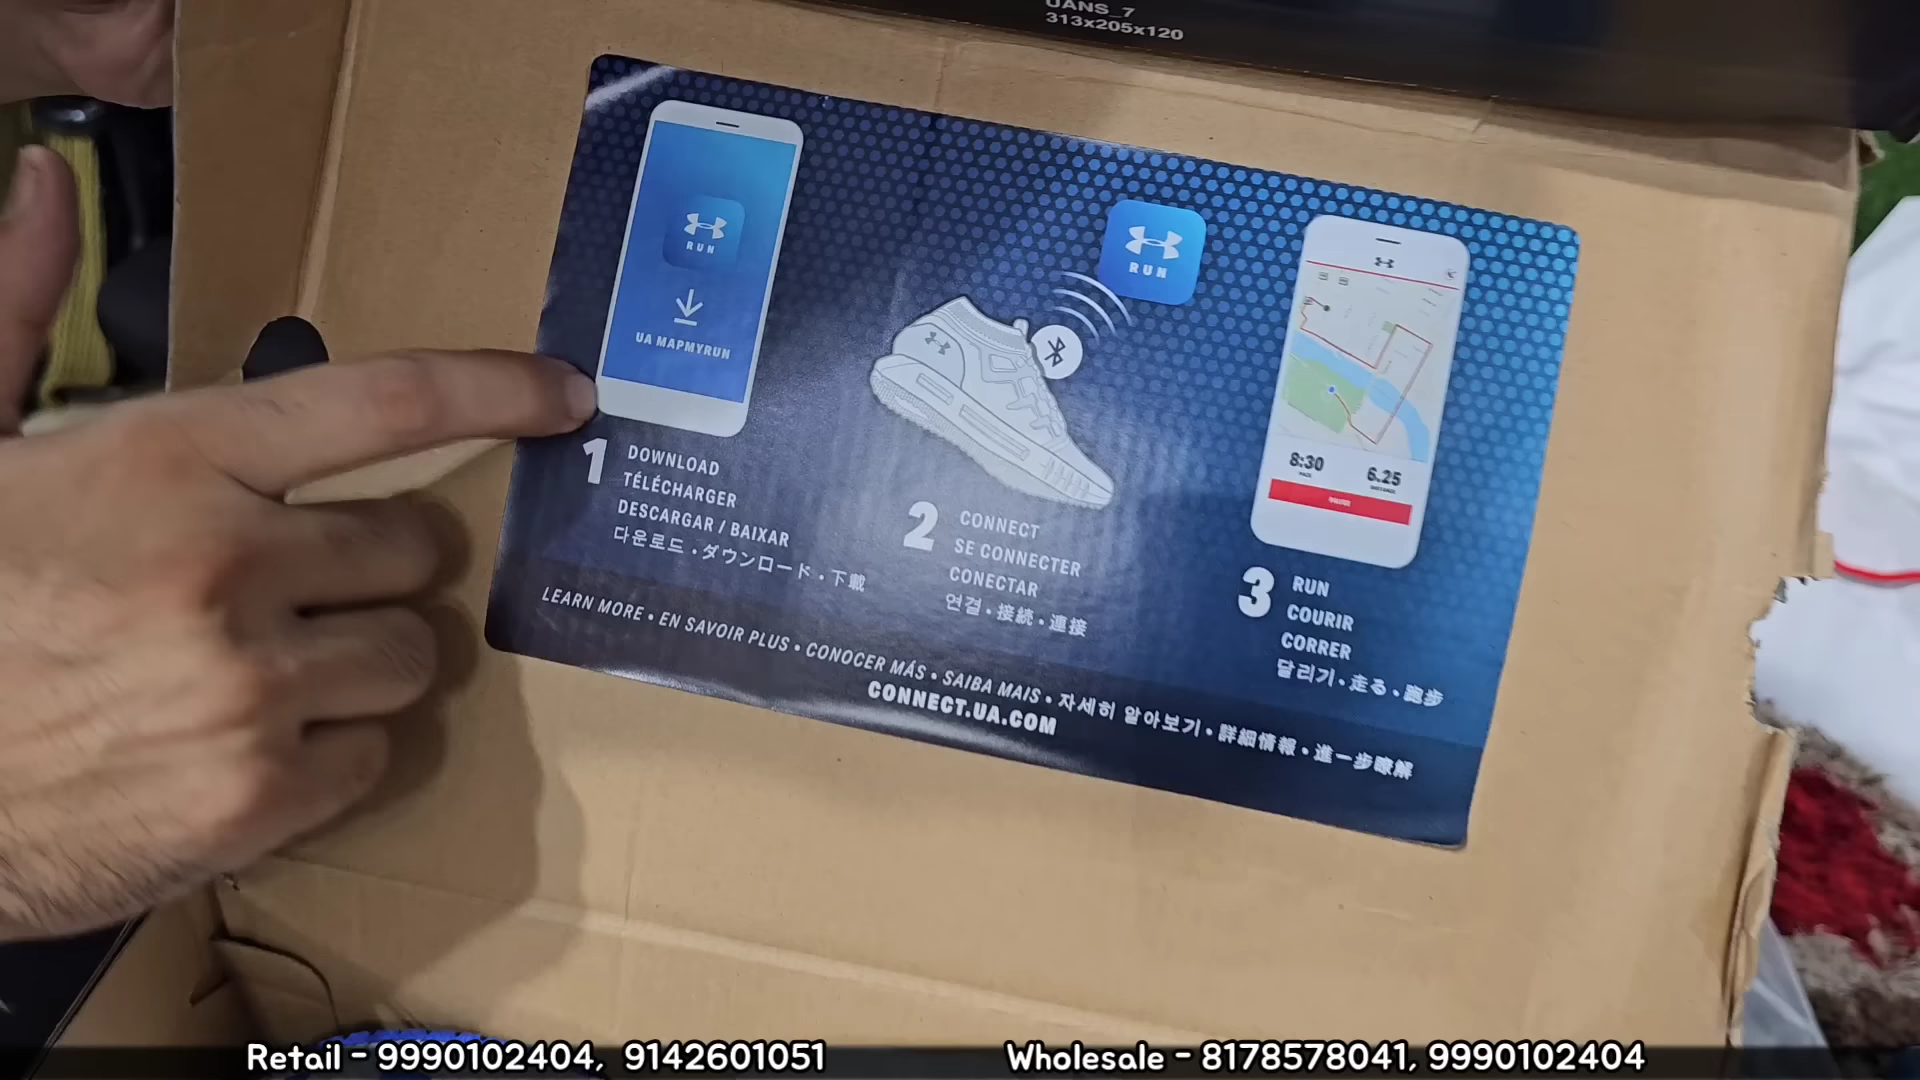 UANS_7
313x205x120
RUN
UA MAPMYRUN
RUN
8:30
6.25
1 DOWNLOAD
TÉLÉCHARGER
DESCARGAR / BAIXAR
다운로드 • ダウンロード • 下載
2 CONNECT
SE CONNECTER
CONECTAR
연결 • 接続 • 連接
3 RUN
COURIR
CORRER
달리기 • 走る • 跑步
LEARN MORE • EN SAVOIR PLUS • CONOCER MÁS • SAIBA MAIS • 자세히 알아보기 • 詳細情報 • 進一步瞭解
CONNECT.UA.COM
Retail - 9990102404, 9142601051
Wholesale - 8178578041, 9990102404